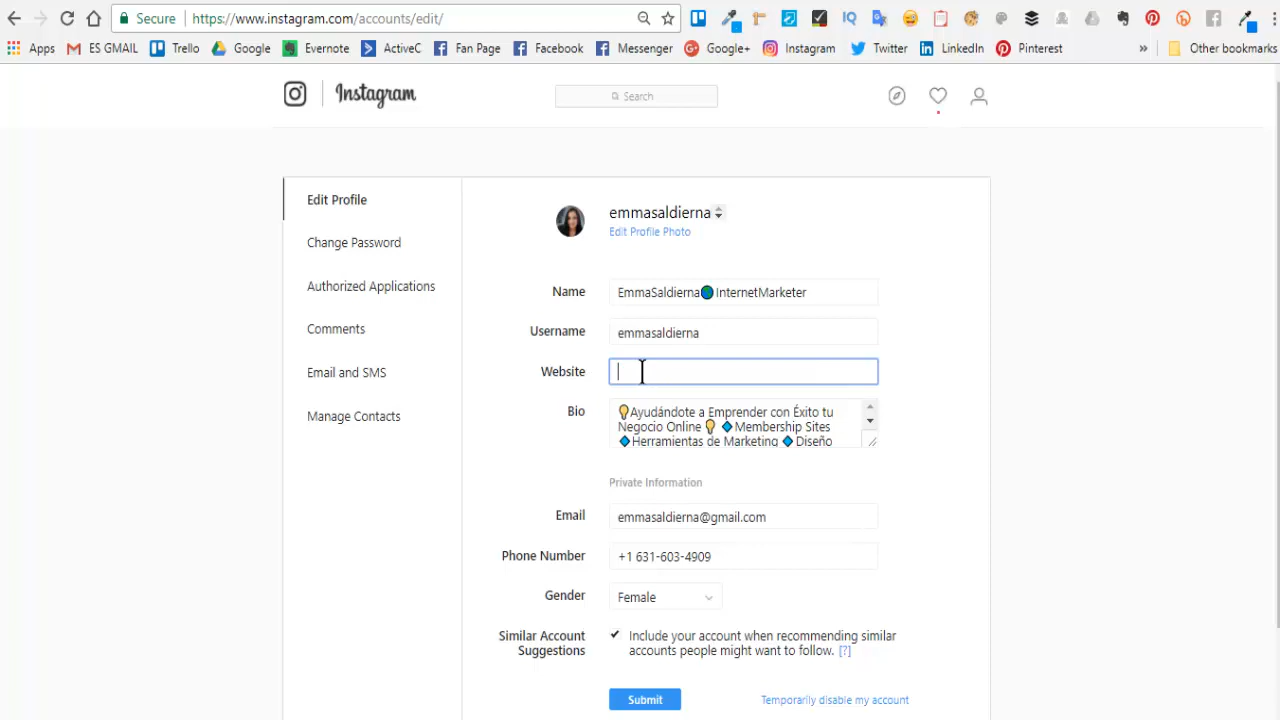 Secure https://www.instagram.com/accounts/edit/
Apps ES GMAIL Trello Google Evernote ActiveC Fan Page Facebook Messenger Google+ Instagram Twitter LinkedIn Pinterest » Other bookmarks
Instagram Search
Edit Profile
Change Password
Authorized Applications
Comments
Email and SMS
Manage Contacts
emmasaldierna
Edit Profile Photo
Name EmmaSaldierna🌎InternetMarketer
Username emmasaldierna
Website
Bio 💡Ayudándote a Emprender con Éxito tu
Negocio Online 💡 🔹Membership Sites
🔹Herramientas de Marketing 🔹Diseño
Private Information
Email emmasaldierna@gmail.com
Phone Number +1 631-603-4909
Gender Female
Similar Account Suggestions ✔ Include your account when recommending similar
accounts people might want to follow. [?]
Submit Temporarily disable my account